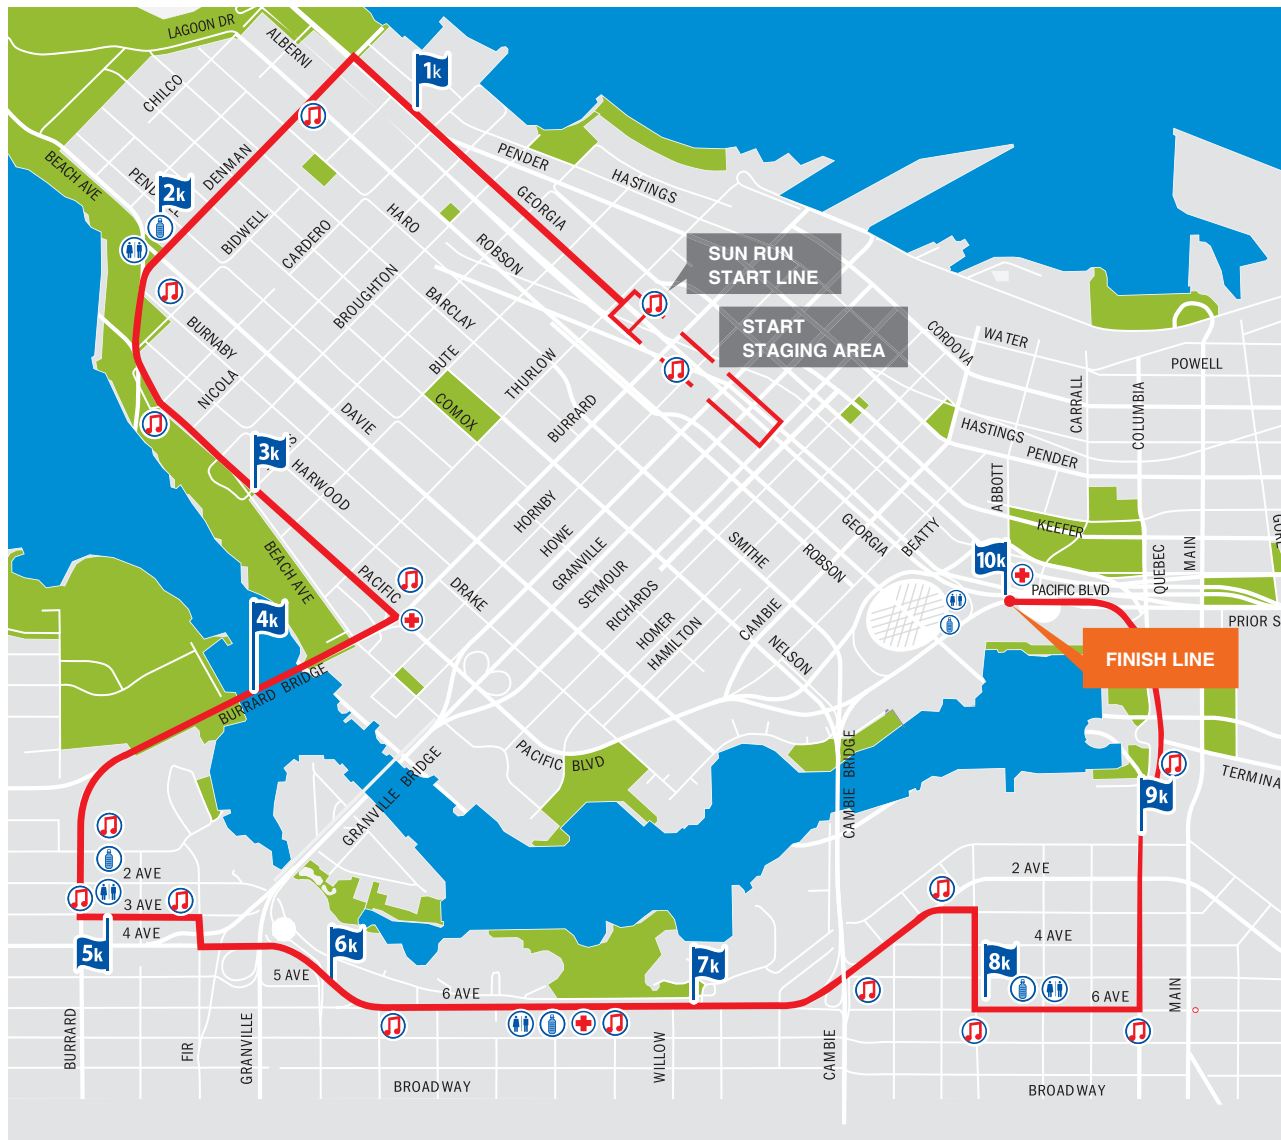 LAGOON DR
ALBERNI
1k
CHILCO
BEACH AVE
DENMAN
2k
PENDER
HASTINGS
GEORGIA
BIDWELL
CARDERO
HARO
ROBSON
SUN RUN
START LINE
START
STAGING AREA
BROUGHTON
BARCLAY
BURNABY
BUTE
THURLOW
NICOLA
COMOX
DAVIE
BURRARD
CORDOVA
WATER
POWELL
CARRALL
COLUMBIA
HASTINGS
PENDER
3k
HARWOOD
ABBOTT
HORNBY
HOWE
GRANVILLE
SEYMOUR
RICHARDS
HOMER
HAMILTON
SMITHE
ROBSON
GEORGIA
BEATTY
KEEFER
QUEBEC
MAIN
BEACH AVE
PACIFIC
DRAKE
CAMBIE
NELSON
10k
PACIFIC BLVD
PRIOR S
4k
FINISH LINE
BURRARD BRIDGE
PACIFIC BLVD
GRANVILLE BRIDGE
CAMBIE BRIDGE
TERMINA
9k
2 AVE
3 AVE
4 AVE
5k
6k
5 AVE
6 AVE
7k
2 AVE
4 AVE
8k
6 AVE
MAIN
BURRARD
FIR
GRANVILLE
WILLOW
CAMBIE
BROADWAY
BROADWAY